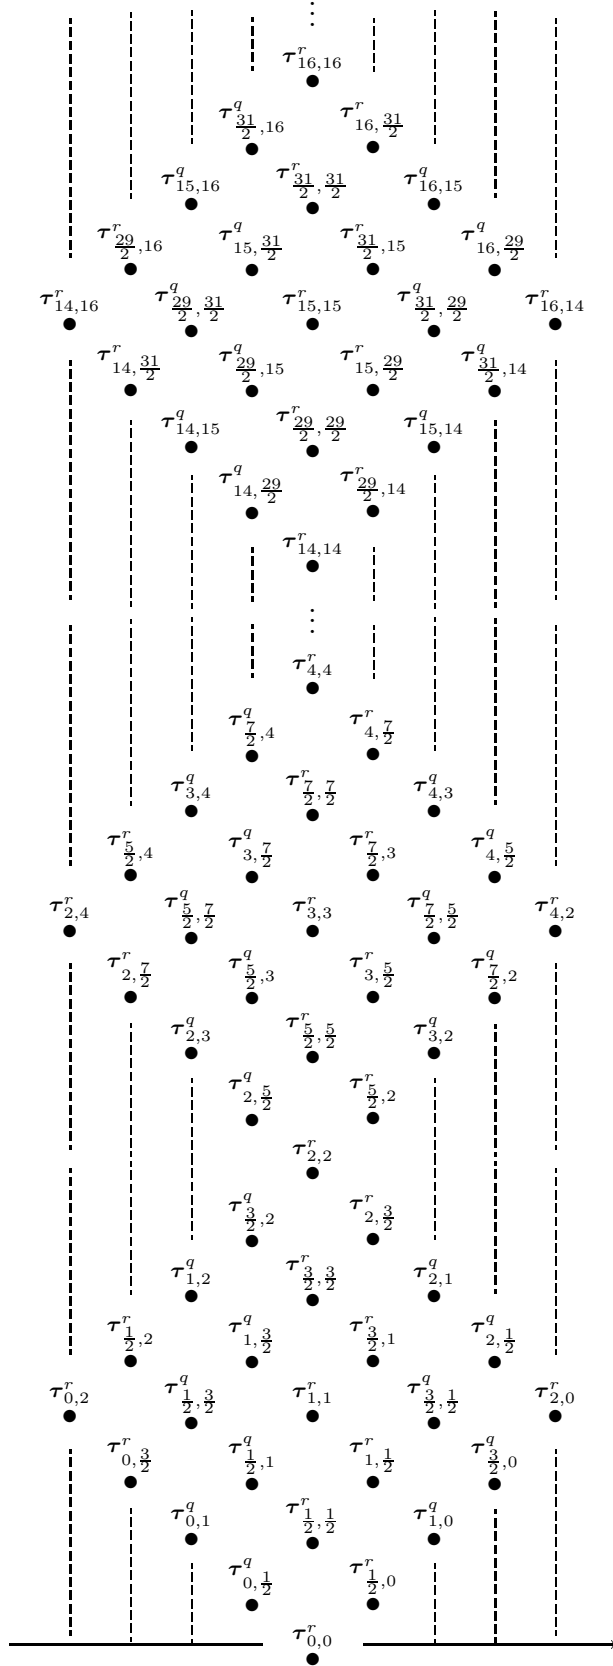 ⋮
τ^r_{16,16}
τ^q_{31/2,16} τ^r_{16,31/2}
τ^q_{15,16} τ^r_{31/2,31/2} τ^q_{16,15}
τ^r_{29/2,16} τ^q_{15,31/2} τ^r_{31/2,15} τ^q_{16,29/2}
τ^r_{14,16} τ^q_{29/2,31/2} τ^r_{15,15} τ^q_{31/2,29/2} τ^r_{16,14}
τ^r_{14,31/2} τ^q_{29/2,15} τ^r_{15,29/2} τ^q_{31/2,14}
τ^q_{14,15} τ^r_{29/2,29/2} τ^q_{15,14}
τ^q_{14,29/2} τ^r_{29/2,14}
τ^r_{14,14}
⋮
τ^r_{4,4}
τ^q_{7/2,4} τ^r_{4,7/2}
τ^q_{3,4} τ^r_{7/2,7/2} τ^q_{4,3}
τ^r_{5/2,4} τ^q_{3,7/2} τ^r_{7/2,3} τ^q_{4,5/2}
τ^r_{2,4} τ^q_{5/2,7/2} τ^r_{3,3} τ^q_{7/2,5/2} τ^r_{4,2}
τ^r_{2,7/2} τ^q_{5/2,3} τ^r_{3,5/2} τ^q_{7/2,2}
τ^q_{2,3} τ^r_{5/2,5/2} τ^q_{3,2}
τ^q_{2,5/2} τ^r_{5/2,2}
τ^r_{2,2}
τ^q_{3/2,2} τ^r_{2,3/2}
τ^q_{1,2} τ^r_{3/2,3/2} τ^q_{2,1}
τ^r_{1/2,2} τ^q_{1,3/2} τ^r_{3/2,1} τ^q_{2,1/2}
τ^r_{0,2} τ^q_{1/2,3/2} τ^r_{1,1} τ^q_{3/2,1/2} τ^r_{2,0}
τ^r_{0,3/2} τ^q_{1/2,1} τ^r_{1,1/2} τ^q_{3/2,0}
τ^q_{0,1} τ^r_{1/2,1/2} τ^q_{1,0}
τ^q_{0,1/2} τ^r_{1/2,0}
τ^r_{0,0}